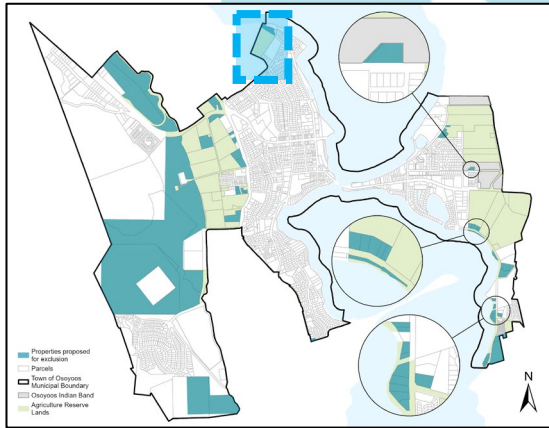 Properties proposed
for exclusion
Parcels
Town of Osoyoos
Municipal Boundary
Osoyoos Indian Band
Agriculture Reserve
Lands
N